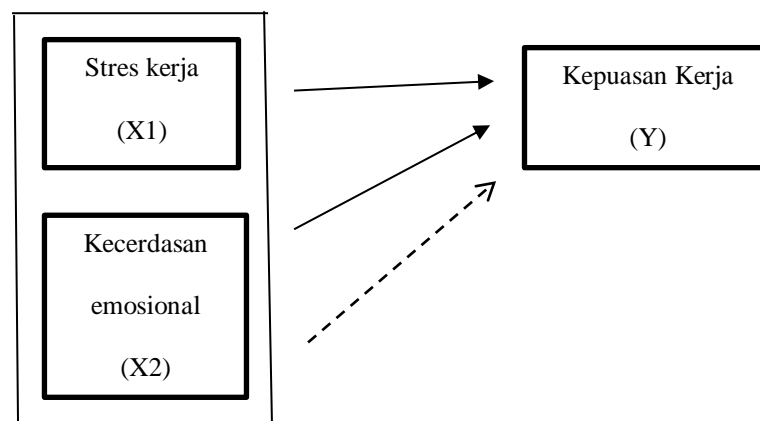 Stres kerja
(X1)
Kepuasan Kerja
(Y)
Kecerdasan
emosional
(X2)